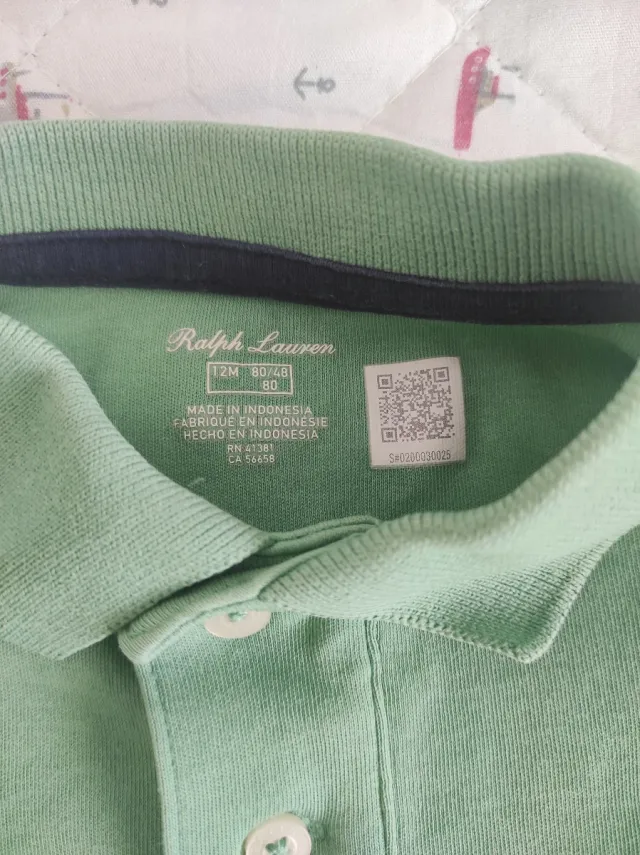 Ralph Lauren
12M 80/48
80
MADE IN INDONESIA
FABRIQUÉ EN INDONÉSIE
HECHO EN INDONESIA
RN 41381
CA 56658
S#0200030025